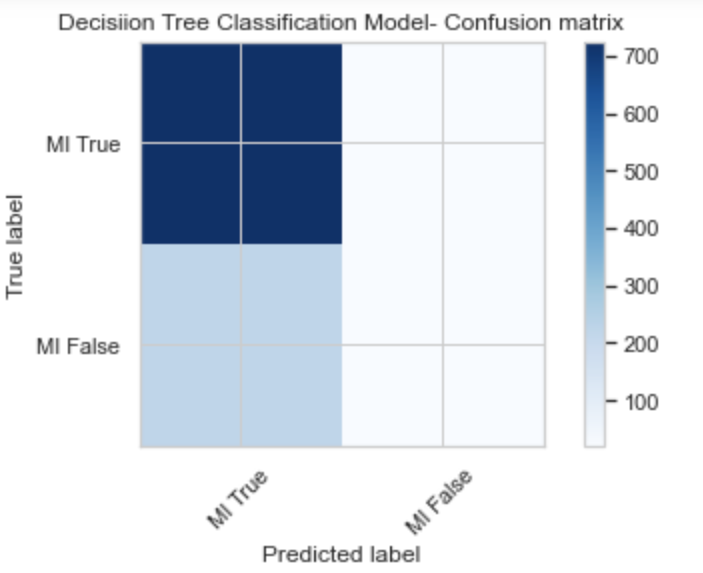 Decisiion Tree Classification Model- Confusion matrix
700
600
500
400
300
200
100
MI True
MI False
True label
MI True
MI False
Predicted label